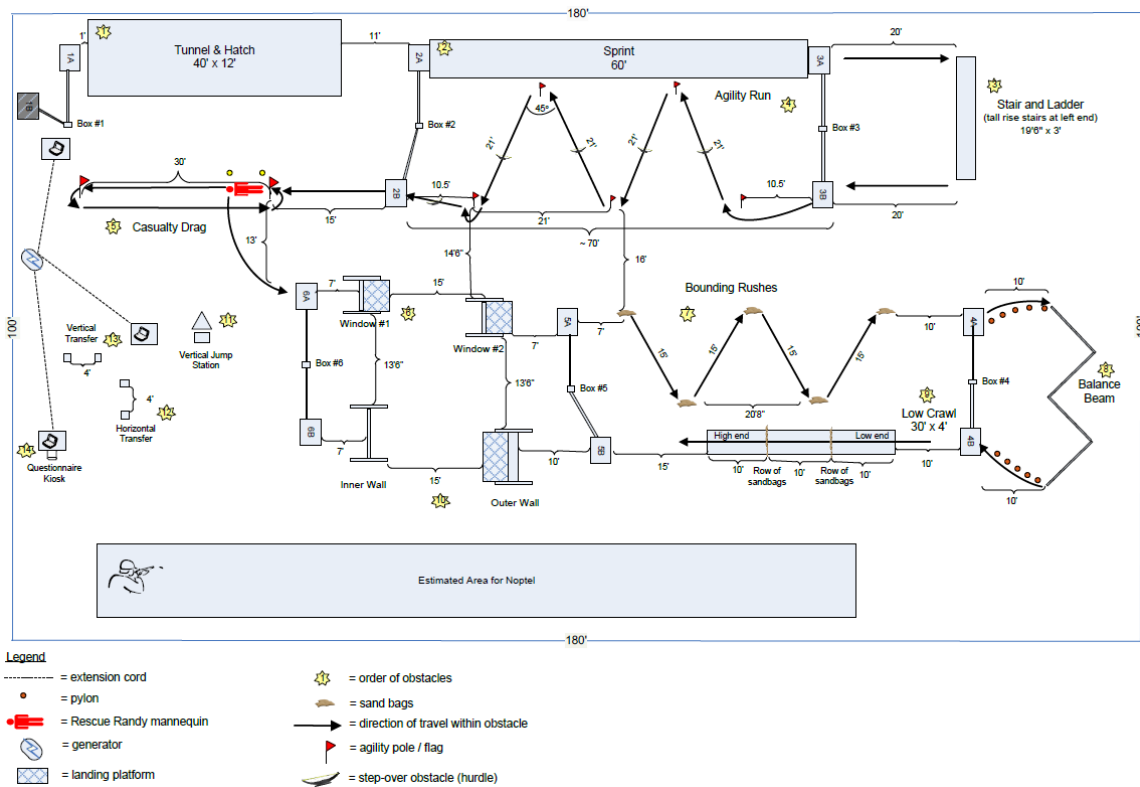 180'
1
1'
1A
Tunnel & Hatch
40' x 12'
11'
2A
2
Sprint
60'
3A
20'
3
Stair and Ladder
(tall rise stairs at left end)
19'6" x 3'
1B
Box #1
Box #2
45º
Agility Run
4
Box #3
21'
21'
21'
21'
30'
15'
2B
10.5'
21'
10.5'
3B
20'
5
Casualty Drag
~ 70'
13'
14'6"
16'
100'
100'
6A
7'
15'
Window #1
6
Window #2
7'
5A
7'
Bounding Rushes
7
10'
4A
10'
11
Vertical Jump
Station
Vertical
Transfer
13
4'
Box #6
13'6"
13'6"
Box #5
15'
15'
15'
15'
20'8"
Box #4
8
Balance
Beam
4'
12
Horizontal
Transfer
9
Low Crawl
30' x 4'
14
Questionnaire
Kiosk
6B
7'
Inner Wall
15'
10
Outer Wall
10'
5B
15'
High end
Low end
10'
10'
10'
Row of
sandbags
Row of
sandbags
10'
4B
10'
Estimated Area for Noptel
180'
Legend
= extension cord
= pylon
= Rescue Randy mannequin
= generator
= landing platform
1 = order of obstacles
= sand bags
= direction of travel within obstacle
= agility pole / flag
= step-over obstacle (hurdle)